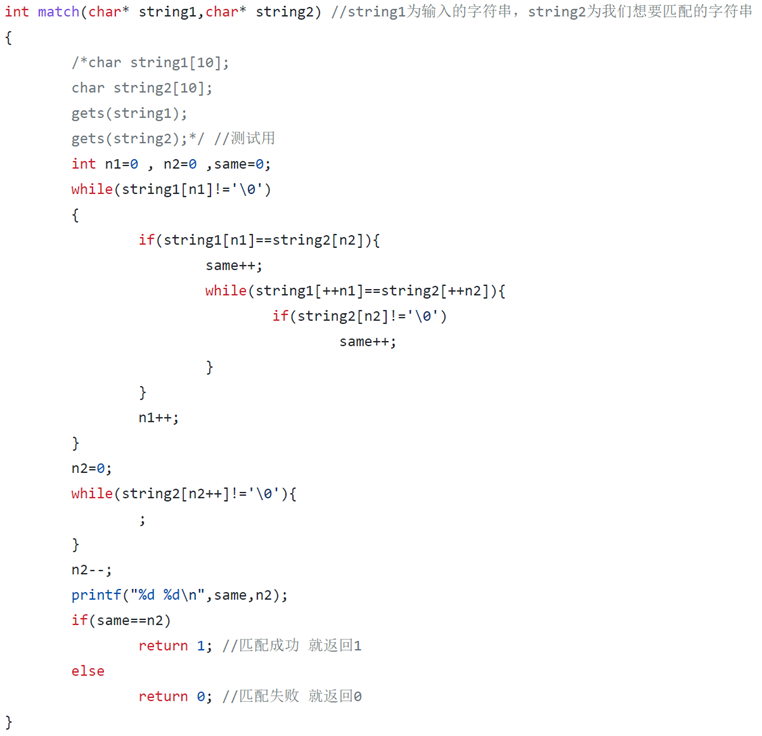 int match(char* string1,char* string2) //string1为输入的字符串，string2为我们想要匹配的字符串
{
        /*char string1[10];
        char string2[10];
        gets(string1);
        gets(string2);*/ //测试用
        int n1=0 , n2=0 ,same=0;
        while(string1[n1]!='\0')
        {
                if(string1[n1]==string2[n2]){
                        same++;
                        while(string1[++n1]==string2[++n2]){
                                if(string2[n2]!='\0')
                                        same++;
                        }
                }
                n1++;
        }
        n2=0;
        while(string2[n2++]!='\0'){
                ;
        }
        n2--;
        printf("%d %d\n",same,n2);
        if(same==n2)
                return 1; //匹配成功 就返回1
        else
                return 0; //匹配失败 就返回0
}